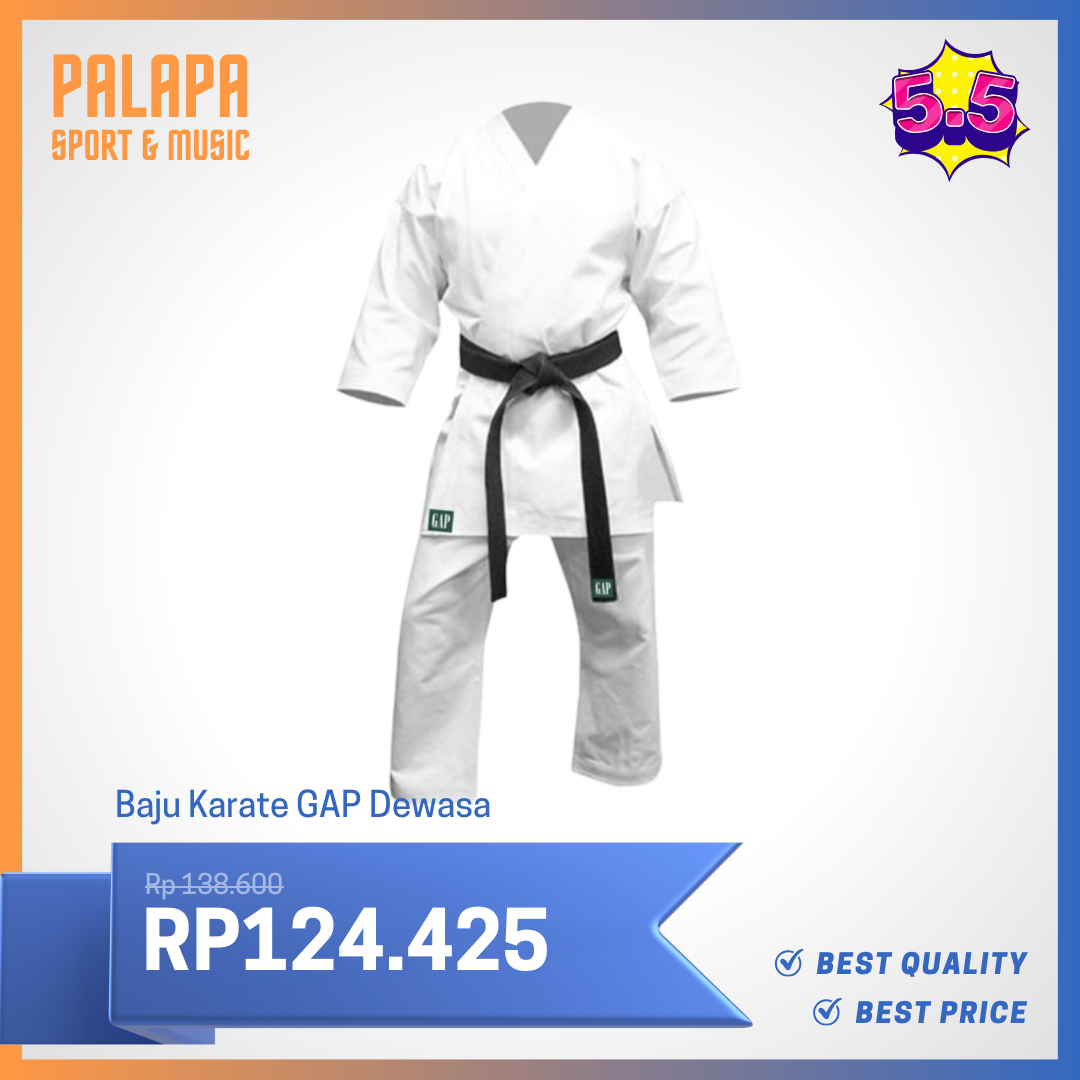 PALAPA
SPORT & MUSIC
5.5
GAP
GAP
Baju Karate GAP Dewasa
Rp 138.600
RP124.425
BEST QUALITY
BEST PRICE